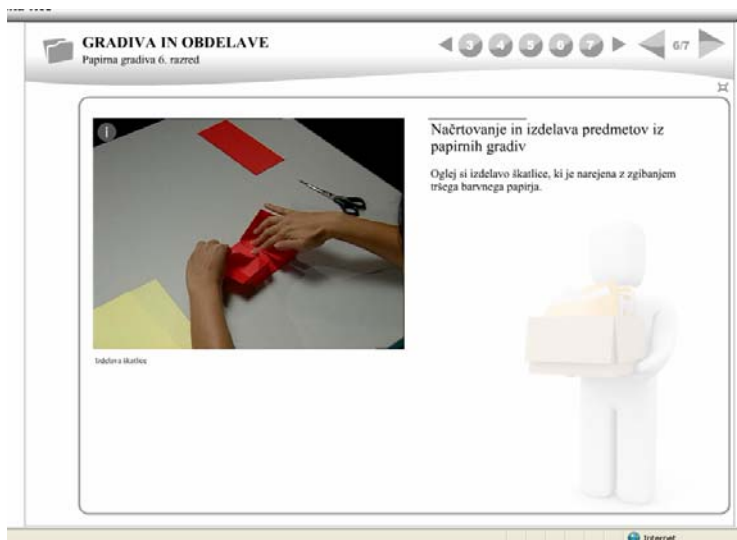 GRADIVA IN OBDELAVE
Papirna gradiva 6. razred
3 4 5 6 7 6/7
i
Načrtovanje in izdelava predmetov iz
papirnih gradiv
Oglej si izdelavo škatlice, ki je narejena z zgibanjem
tršega barvnega papirja.
Izdelava škatlice
Internet